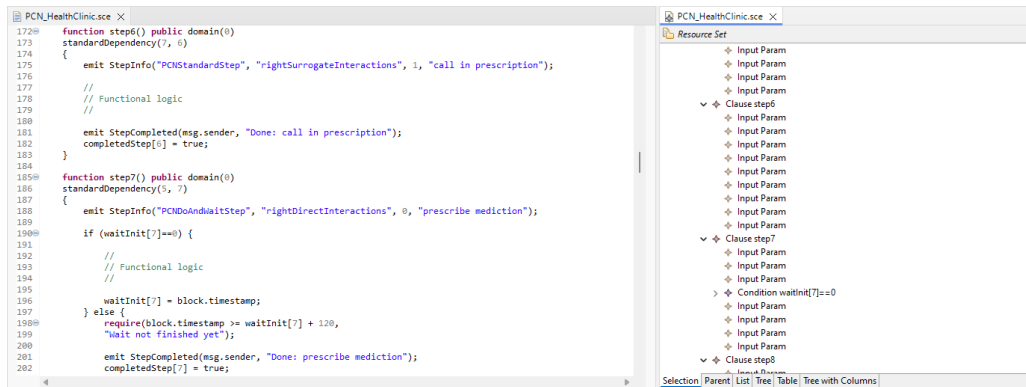 PCN_HealthClinic.sce
172 function step6() public domain(0)
173 standardDependency(7, 6)
174 {
175 emit StepInfo("PCNStandardStep", "rightSurrogateInteractions", 1, "call in prescription");
176
177 //
178 // Functional logic
179 //
180
181 emit StepCompleted(msg.sender, "Done: call in prescription");
182 completedStep[6] = true;
183 }
184
185 function step7() public domain(0)
186 standardDependency(5, 7)
187 {
188 emit StepInfo("PCNDoAndWaitStep", "rightDirectInteractions", 0, "prescribe mediction");
189
190 if (waitInit[7]==0) {
191
192 //
193 // Functional logic
194 //
195
196 waitInit[7] = block.timestamp;
197 } else {
198 require(block.timestamp >= waitInit[7] + 120,
199 "Wait not finished yet");
200
201 emit StepCompleted(msg.sender, "Done: prescribe mediction");
202 completedStep[7] = true;
PCN_HealthClinic.sce
Resource Set
Input Param
Input Param
Input Param
Input Param
Clause step6
Input Param
Input Param
Input Param
Input Param
Input Param
Input Param
Input Param
Input Param
Input Param
Clause step7
Input Param
Input Param
Input Param
Condition waitInit[7]==0
Input Param
Input Param
Input Param
Input Param
Clause step8
Input Param
Selection Parent List Tree Table Tree with Columns